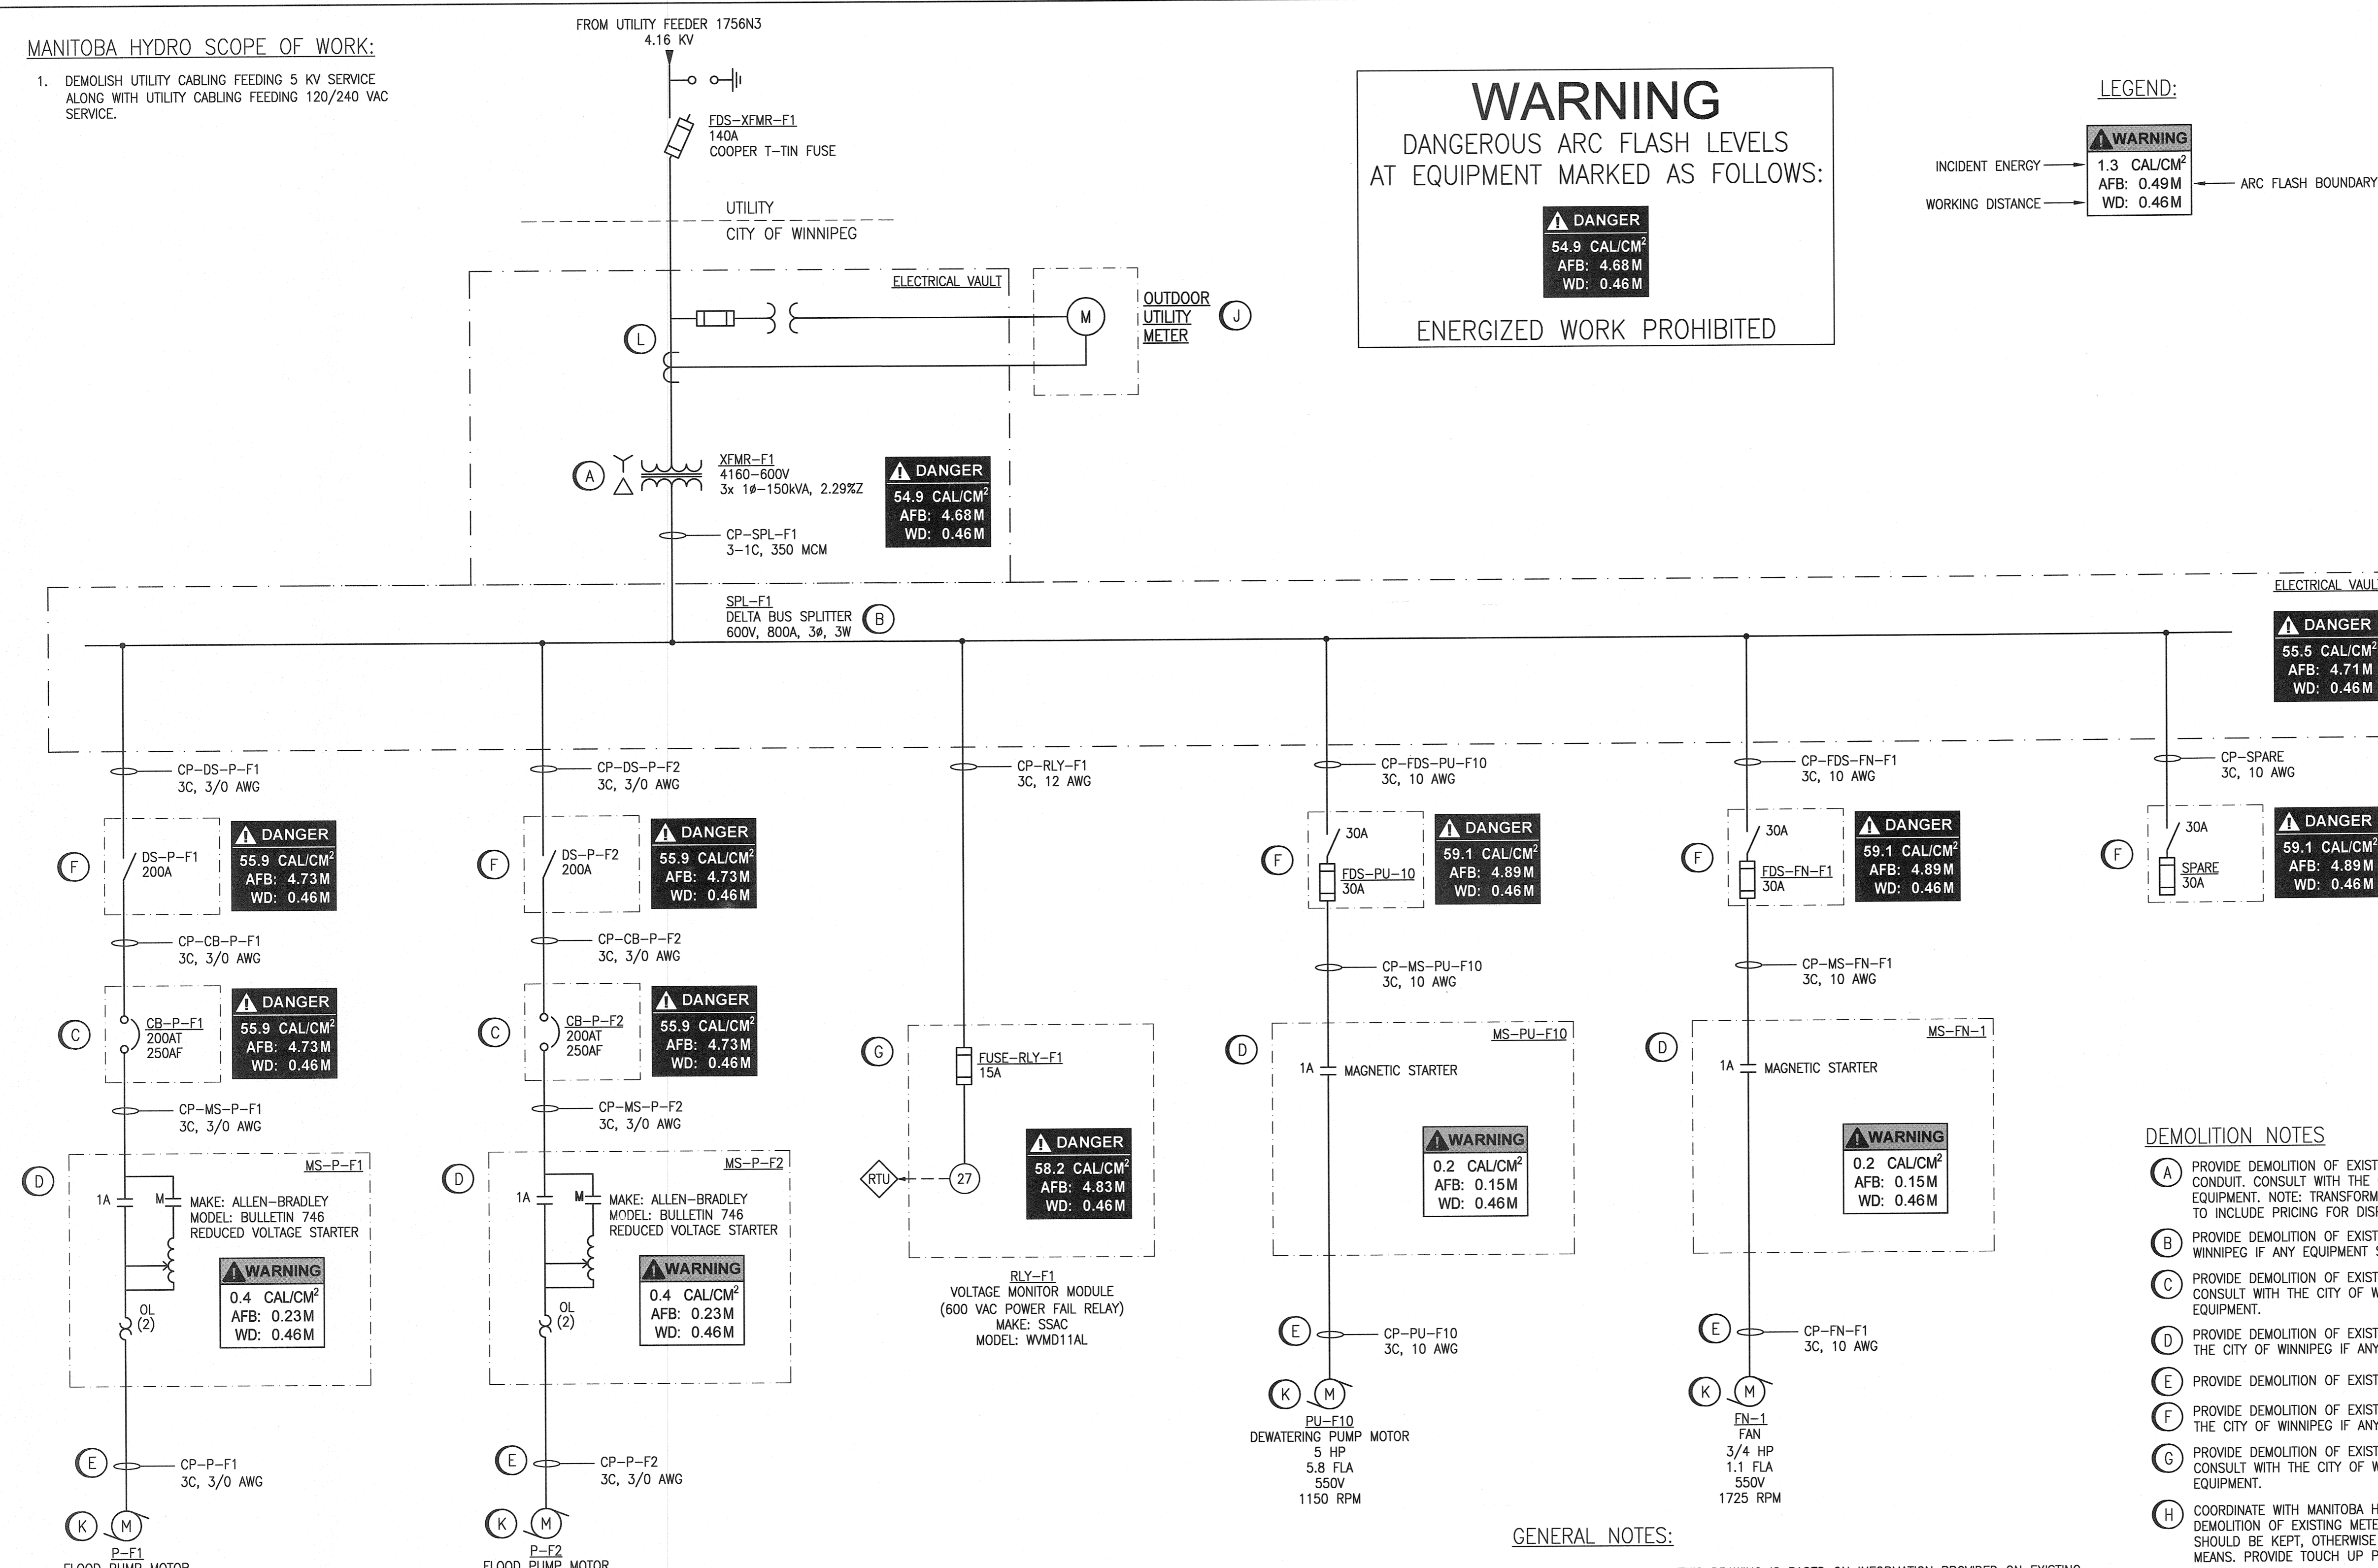 FROM UTILITY FEEDER 1756N3
4.16 KV
MANITOBA HYDRO SCOPE OF WORK:
1. DEMOLISH UTILITY CABLING FEEDING 5 KV SERVICE
ALONG WITH UTILITY CABLING FEEDING 120/240 VAC
SERVICE.
FDS-XFMR-F1
140A
COOPER T-TIN FUSE
UTILITY
CITY OF WINNIPEG
WARNING
DANGEROUS ARC FLASH LEVELS
AT EQUIPMENT MARKED AS FOLLOWS:
DANGER
54.9 CAL/CM²
AFB: 4.68M
WD: 0.46M
ENERGIZED WORK PROHIBITED
LEGEND:
WARNING
INCIDENT ENERGY
1.3 CAL/CM²
AFB: 0.49M
ARC FLASH BOUNDARY
WORKING DISTANCE
WD: 0.46M
ELECTRICAL VAULT
L
M
OUTDOOR
UTILITY
METER
J
A
XFMR-F1
4160-600V
3x 1ø-150kVA, 2.29%Z
DANGER
54.9 CAL/CM²
AFB: 4.68M
WD: 0.46M
CP-SPL-F1
3-1C, 350 MCM
SPL-F1
DELTA BUS SPLITTER
600V, 800A, 3ø, 3W
B
ELECTRICAL VAUL
DANGER
55.5 CAL/CM²
AFB: 4.71M
WD: 0.46M
CP-DS-P-F1
3C, 3/0 AWG
F
DS-P-F1
200A
DANGER
55.9 CAL/CM²
AFB: 4.73M
WD: 0.46M
CP-CB-P-F1
3C, 3/0 AWG
C
CB-P-F1
200AT
250AF
DANGER
55.9 CAL/CM²
AFB: 4.73M
WD: 0.46M
CP-MS-P-F1
3C, 3/0 AWG
D
MS-P-F1
1A
M
MAKE: ALLEN-BRADLEY
MODEL: BULLETIN 746
REDUCED VOLTAGE STARTER
OL
(2)
WARNING
0.4 CAL/CM²
AFB: 0.23M
WD: 0.46M
E
CP-P-F1
3C, 3/0 AWG
K
M
P-F1
FLOOD PUMP MOTOR
CP-DS-P-F2
3C, 3/0 AWG
F
DS-P-F2
200A
DANGER
55.9 CAL/CM²
AFB: 4.73M
WD: 0.46M
CP-CB-P-F2
3C, 3/0 AWG
C
CB-P-F2
200AT
250AF
DANGER
55.9 CAL/CM²
AFB: 4.73M
WD: 0.46M
CP-MS-P-F2
3C, 3/0 AWG
D
MS-P-F2
1A
M
MAKE: ALLEN-BRADLEY
MODEL: BULLETIN 746
REDUCED VOLTAGE STARTER
OL
(2)
WARNING
0.4 CAL/CM²
AFB: 0.23M
WD: 0.46M
E
CP-P-F2
3C, 3/0 AWG
K
M
P-F2
FLOOD PUMP MOTOR
CP-RLY-F1
3C, 12 AWG
G
FUSE-RLY-F1
15A
RTU
27
DANGER
58.2 CAL/CM²
AFB: 4.83M
WD: 0.46M
RLY-F1
VOLTAGE MONITOR MODULE
(600 VAC POWER FAIL RELAY)
MAKE: SSAC
MODEL: WVMD11AL
CP-FDS-PU-F10
3C, 10 AWG
F
30A
FDS-PU-10
30A
DANGER
59.1 CAL/CM²
AFB: 4.89M
WD: 0.46M
CP-MS-PU-F10
3C, 10 AWG
D
MS-PU-F10
1A
MAGNETIC STARTER
WARNING
0.2 CAL/CM²
AFB: 0.15M
WD: 0.46M
E
CP-PU-F10
3C, 10 AWG
K
M
PU-F10
DEWATERING PUMP MOTOR
5 HP
5.8 FLA
550V
1150 RPM
CP-FDS-FN-F1
3C, 10 AWG
F
30A
FDS-FN-F1
30A
DANGER
59.1 CAL/CM²
AFB: 4.89M
WD: 0.46M
CP-MS-FN-F1
3C, 10 AWG
D
MS-FN-1
1A
MAGNETIC STARTER
WARNING
0.2 CAL/CM²
AFB: 0.15M
WD: 0.46M
E
CP-FN-F1
3C, 10 AWG
K
M
FN-1
FAN
3/4 HP
1.1 FLA
550V
1725 RPM
CP-SPARE
3C, 10 AWG
F
30A
SPARE
30A
DANGER
59.1 CAL/CM²
AFB: 4.89M
WD: 0.46M
DEMOLITION NOTES
A PROVIDE DEMOLITION OF EXIST
CONDUIT. CONSULT WITH THE
EQUIPMENT. NOTE: TRANSFORM
TO INCLUDE PRICING FOR DISP
B PROVIDE DEMOLITION OF EXIST
WINNIPEG IF ANY EQUIPMENT S
C PROVIDE DEMOLITION OF EXIST
CONSULT WITH THE CITY OF W
EQUIPMENT.
D PROVIDE DEMOLITION OF EXIST
THE CITY OF WINNIPEG IF ANY
E PROVIDE DEMOLITION OF EXIST
F PROVIDE DEMOLITION OF EXIST
THE CITY OF WINNIPEG IF ANY
G PROVIDE DEMOLITION OF EXIST
CONSULT WITH THE CITY OF W
EQUIPMENT.
H COORDINATE WITH MANITOBA H
DEMOLITION OF EXISTING METE
SHOULD BE KEPT, OTHERWISE
MEANS. PROVIDE TOUCH UP P
GENERAL NOTES: